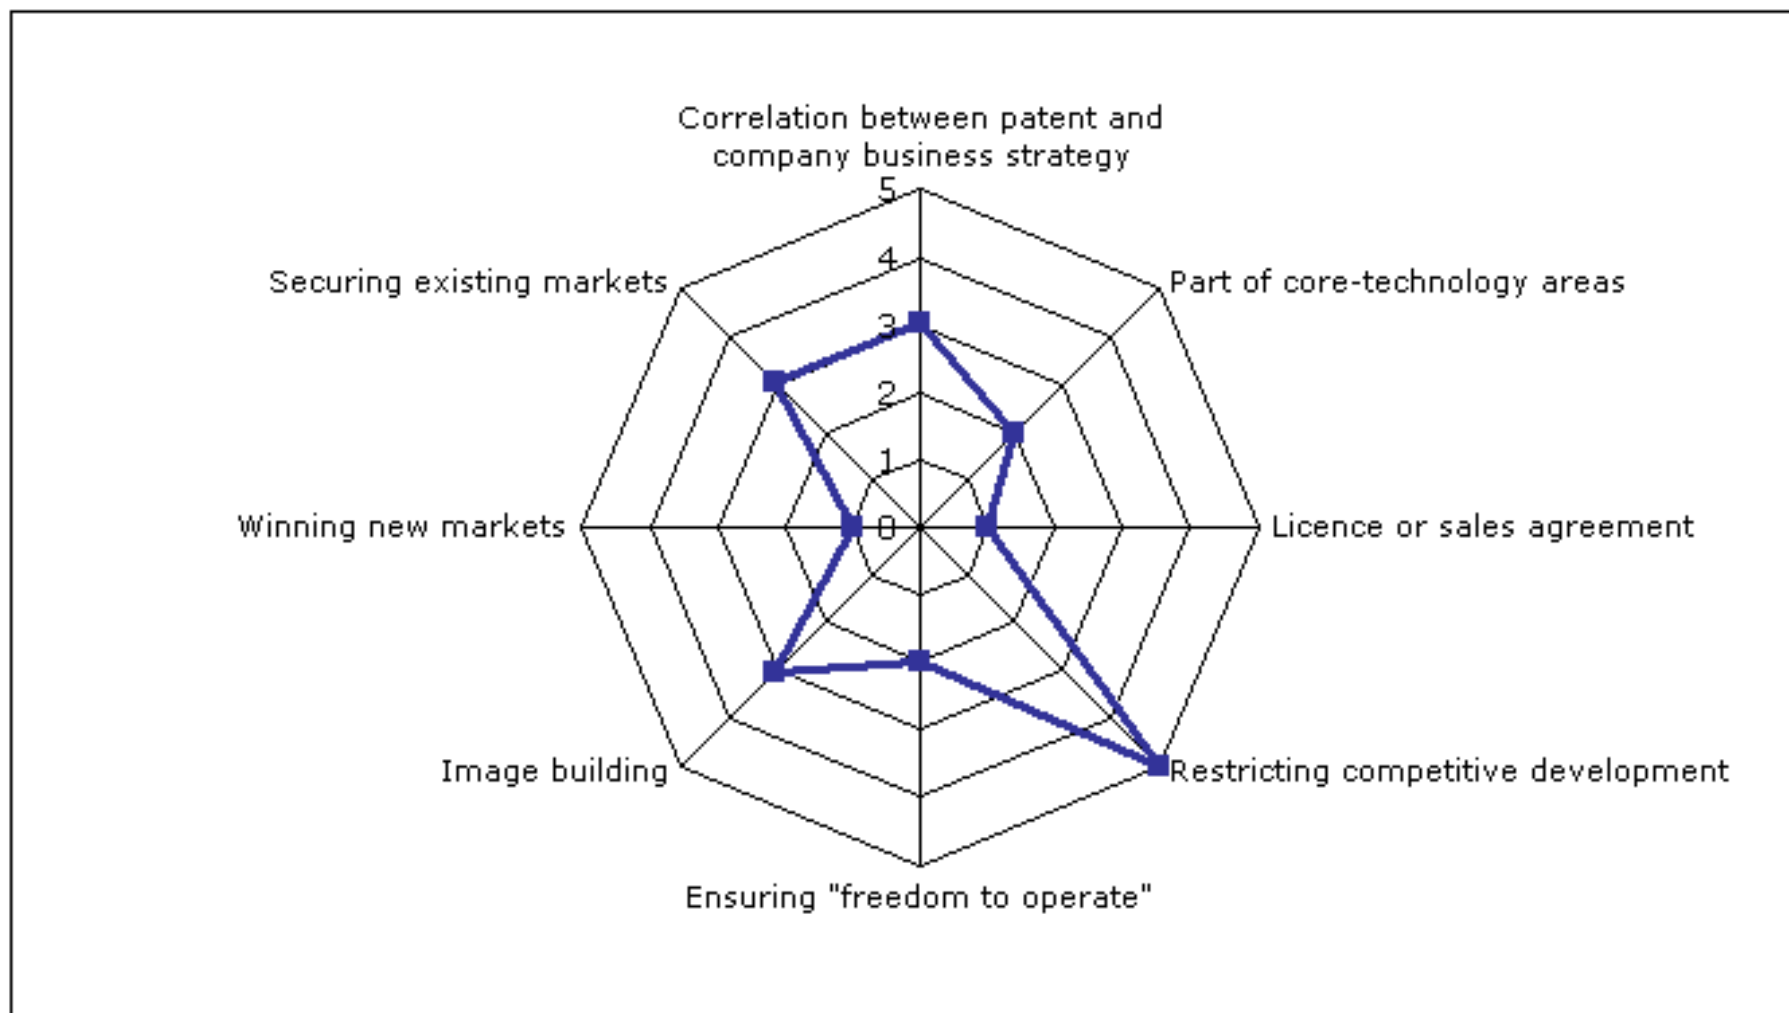 Correlation between patent and
company business strategy
5
Securing existing markets
Part of core-technology areas
4
3
2
1
Winning new markets
0
Licence or sales agreement
Image building
Restricting competitive development
Ensuring "freedom to operate"